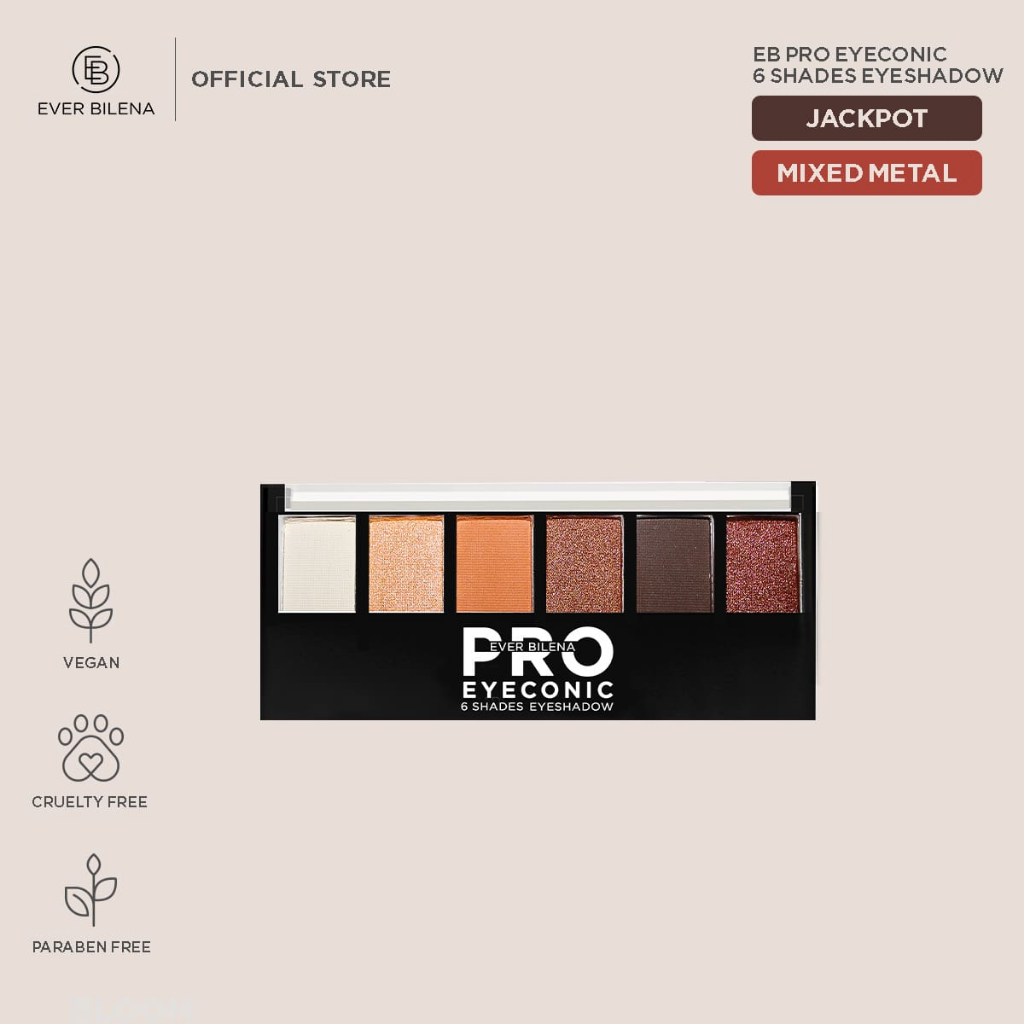 EB
EVER BILENA
OFFICIAL STORE
EB PRO EYECONIC
6 SHADES EYESHADOW
JACKPOT
MIXED METAL
PRO
EVER BILENA
EYECONIC
6 SHADES EYESHADOW
VEGAN
CRUELTY FREE
PARABEN FREE